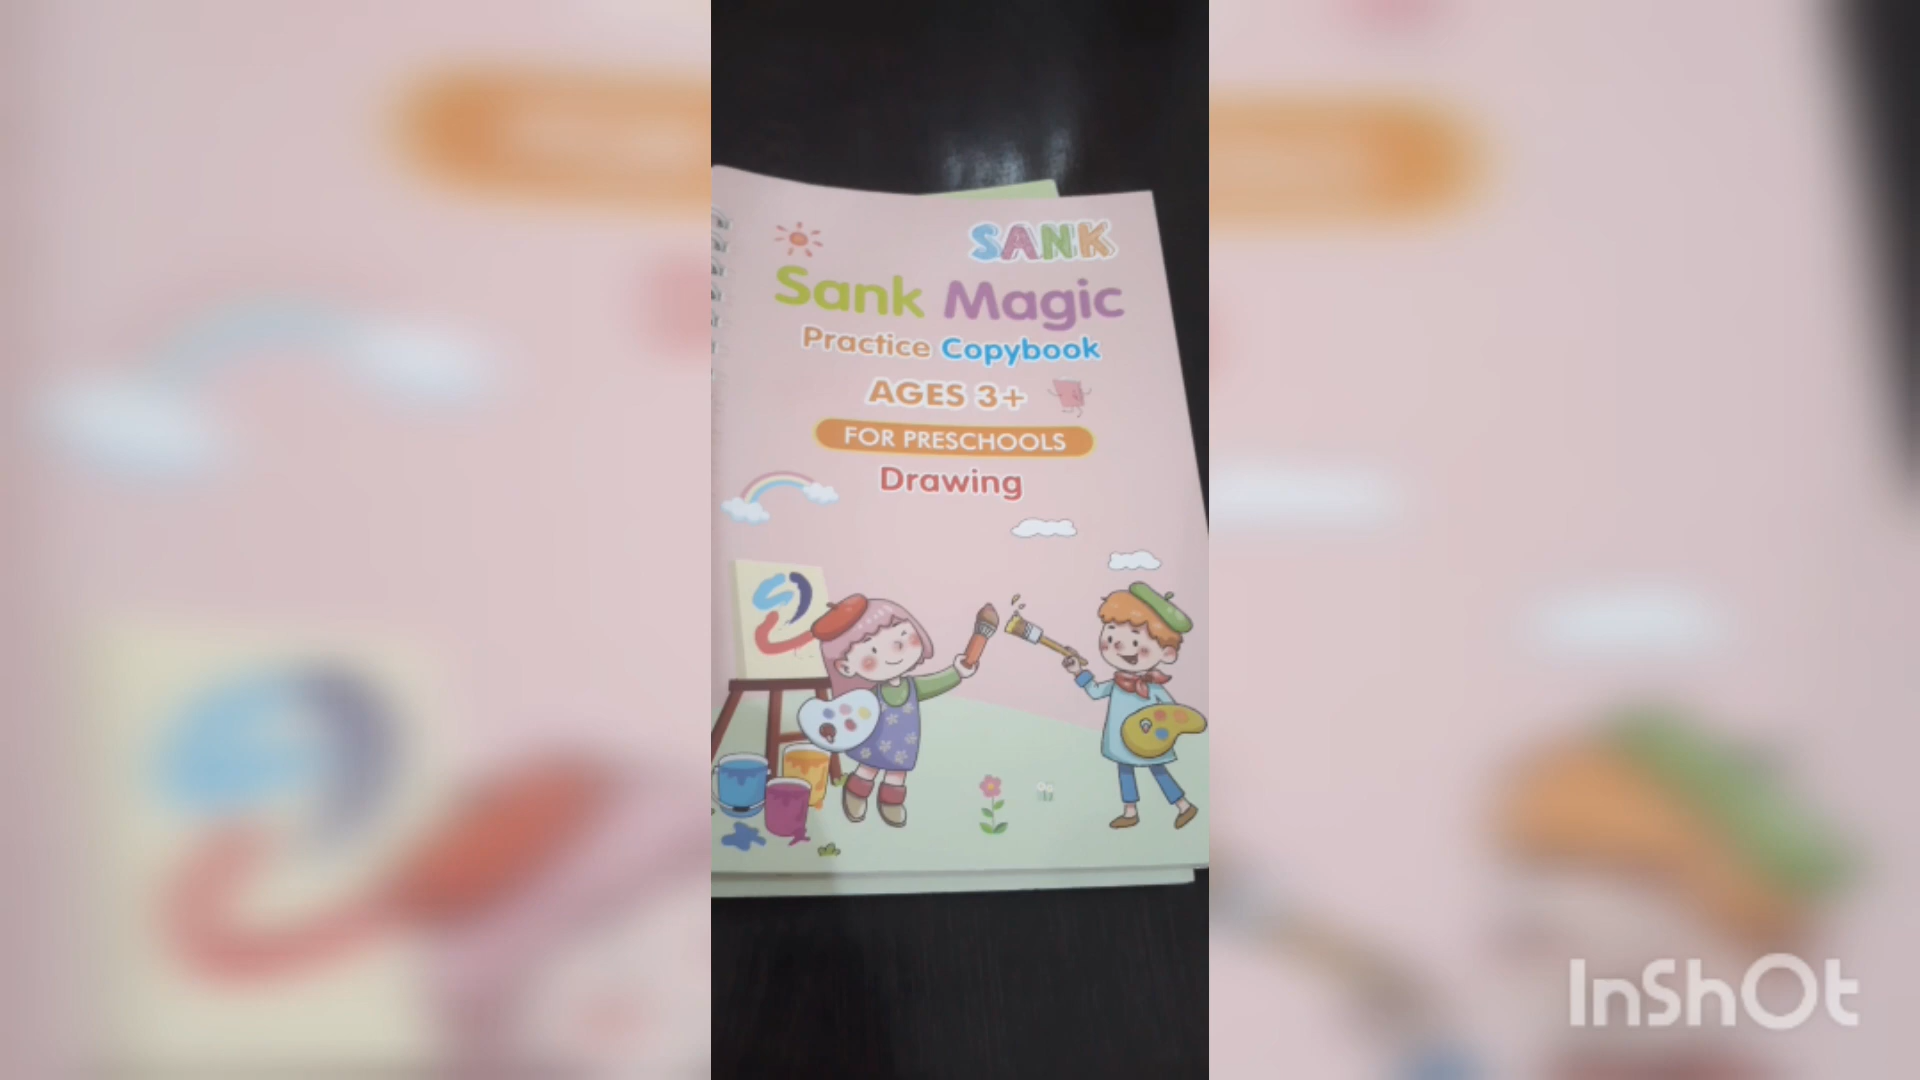 SANK
Sank Magic
Practice Copybook
AGES 3+
FOR PRESCHOOLS
Drawing
InShOt